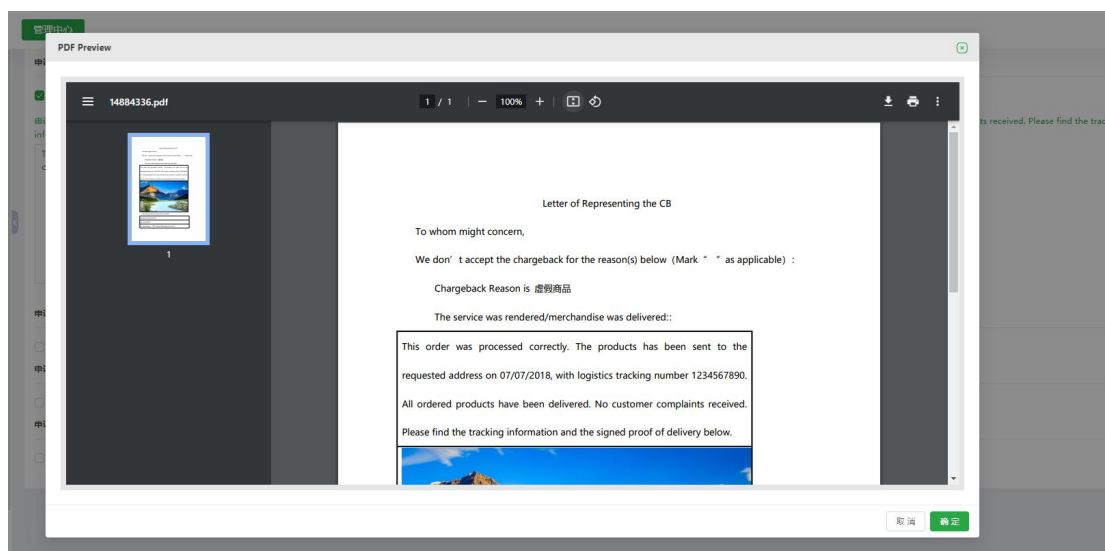 管理中心
PDF Preview
申请
14884336.pdf
1 / 1
100%
ts received. Please find the trac
inf
T
c
1
Letter of Representing the CB
To whom might concern,
We don’ t accept the chargeback for the reason(s) below (Mark “ ” as applicable) :
Chargeback Reason is 虚假商品
The service was rendered/merchandise was delivered::
This order was processed correctly. The products has been sent to the
requested address on 07/07/2018, with logistics tracking number 1234567890.
All ordered products have been delivered. No customer complaints received.
Please find the tracking information and the signed proof of delivery below.
取 消
确 定